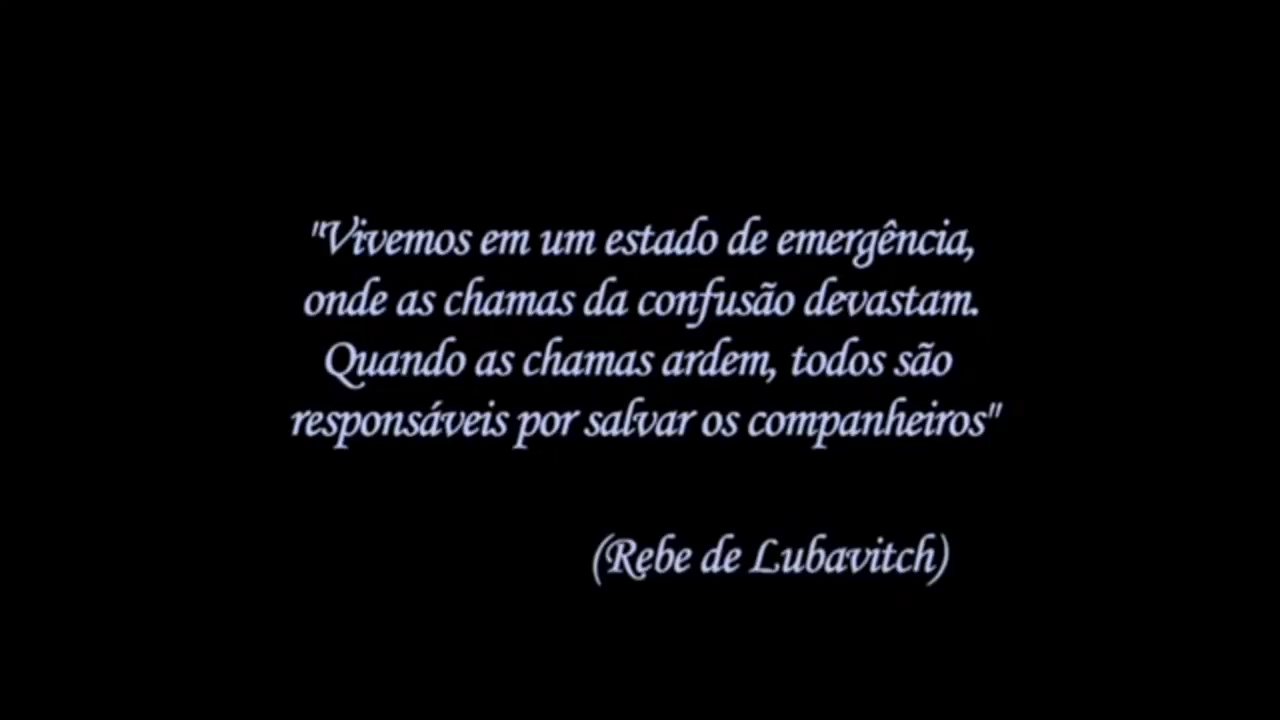 "Vivemos em um estado de emergência,
onde as chamas da confusão devastam.
Quando as chamas ardem, todos são
responsáveis por salvar os companheiros"
(Rebe de Lubavitch)